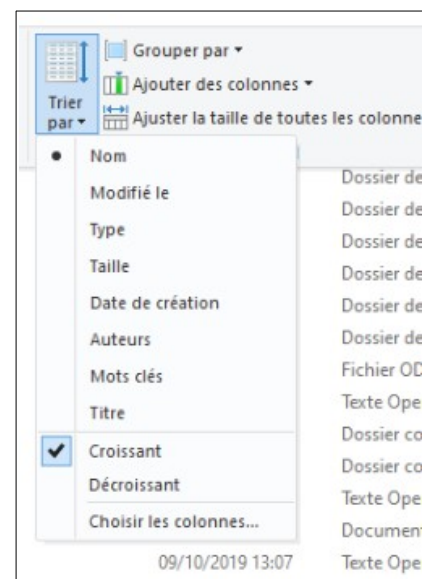 Grouper par
Ajouter des colonnes
Ajuster la taille de toutes les colonne
Trier
par
Nom
Modifié le
Type
Taille
Date de création
Auteurs
Mots clés
Titre
Croissant
Décroissant
Choisir les colonnes...
Dossier de
Dossier de
Dossier de
Dossier de
Dossier de
Dossier de
Fichier OD
Texte Ope
Dossier co
Dossier co
Texte Ope
Document
09/10/2019 13:07 Texte Ope